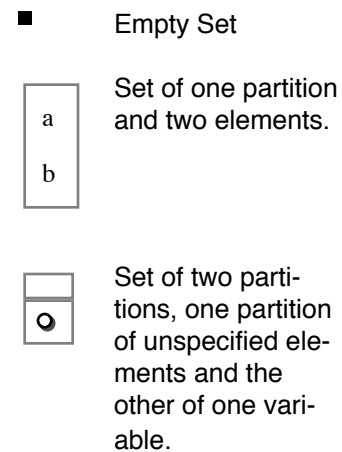 Empty Set
Set of one partition
and two elements.
a
b
Set of two parti-
tions, one partition
of unspecified ele-
ments and the
other of one vari-
able.